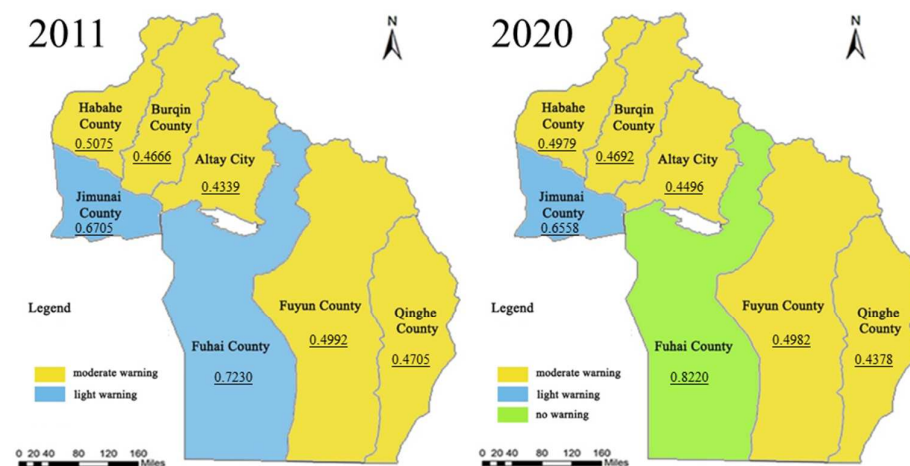 2011
N
Habahe
County
0.5075
Burqin
County
0.4666
Altay City
0.4339
Jimunai
County
0.6705
Legend
Fuyun County
0.4992
Qinghe
County
0.4705
Fuhai County
0.7230
moderate warning
light warning
0 20 40 80 120 160
Miles
2020
N
Habahe
County
0.4979
Burqin
County
0.4692
Altay City
0.4496
Jimunai
County
0.6558
Legend
Fuyun County
0.4982
Qinghe
County
0.4378
Fuhai County
0.8220
moderate warning
light warning
no warning
0 20 40 80 120 160
Miles